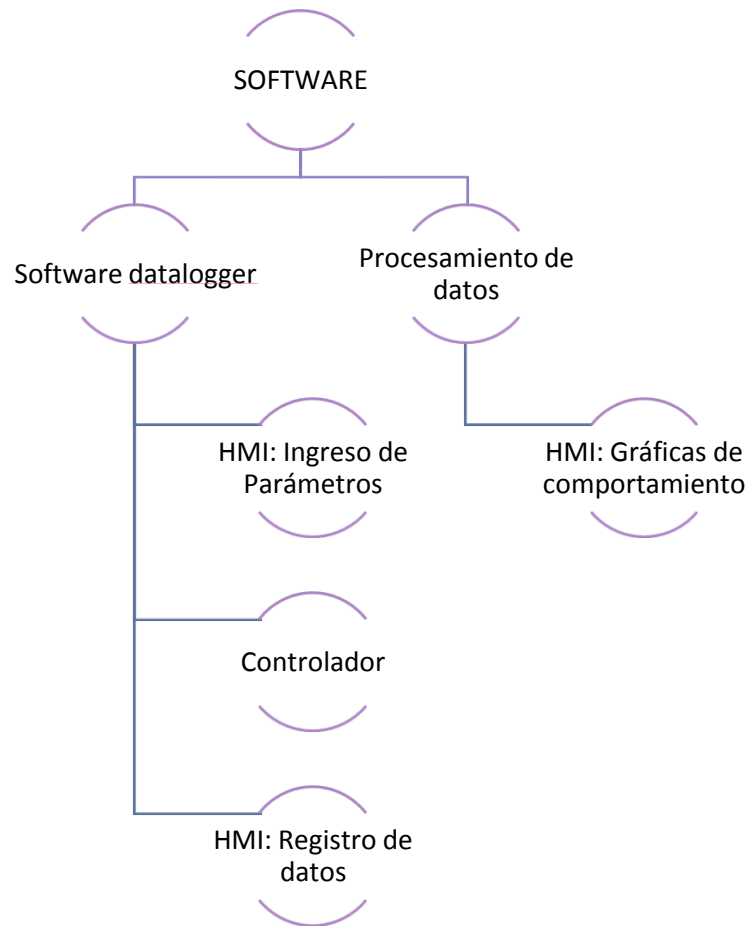 SOFTWARE
Software datalogger
Procesamiento de
datos
HMI: Ingreso de
Parámetros
HMI: Gráficas de
comportamiento
Controlador
HMI: Registro de
datos